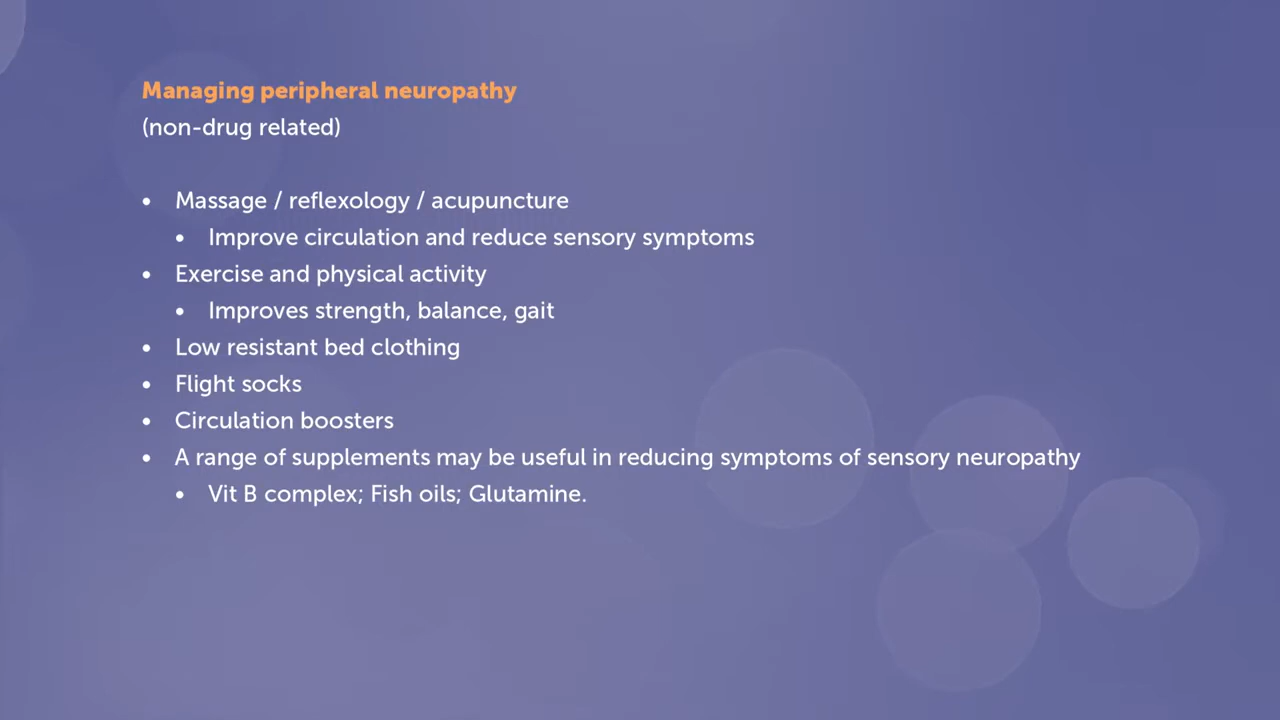 Managing peripheral neuropathy
(non-drug related)
• Massage / reflexology / acupuncture
• Improve circulation and reduce sensory symptoms
• Exercise and physical activity
• Improves strength, balance, gait
• Low resistant bed clothing
• Flight socks
• Circulation boosters
• A range of supplements may be useful in reducing symptoms of sensory neuropathy
• Vit B complex; Fish oils; Glutamine.